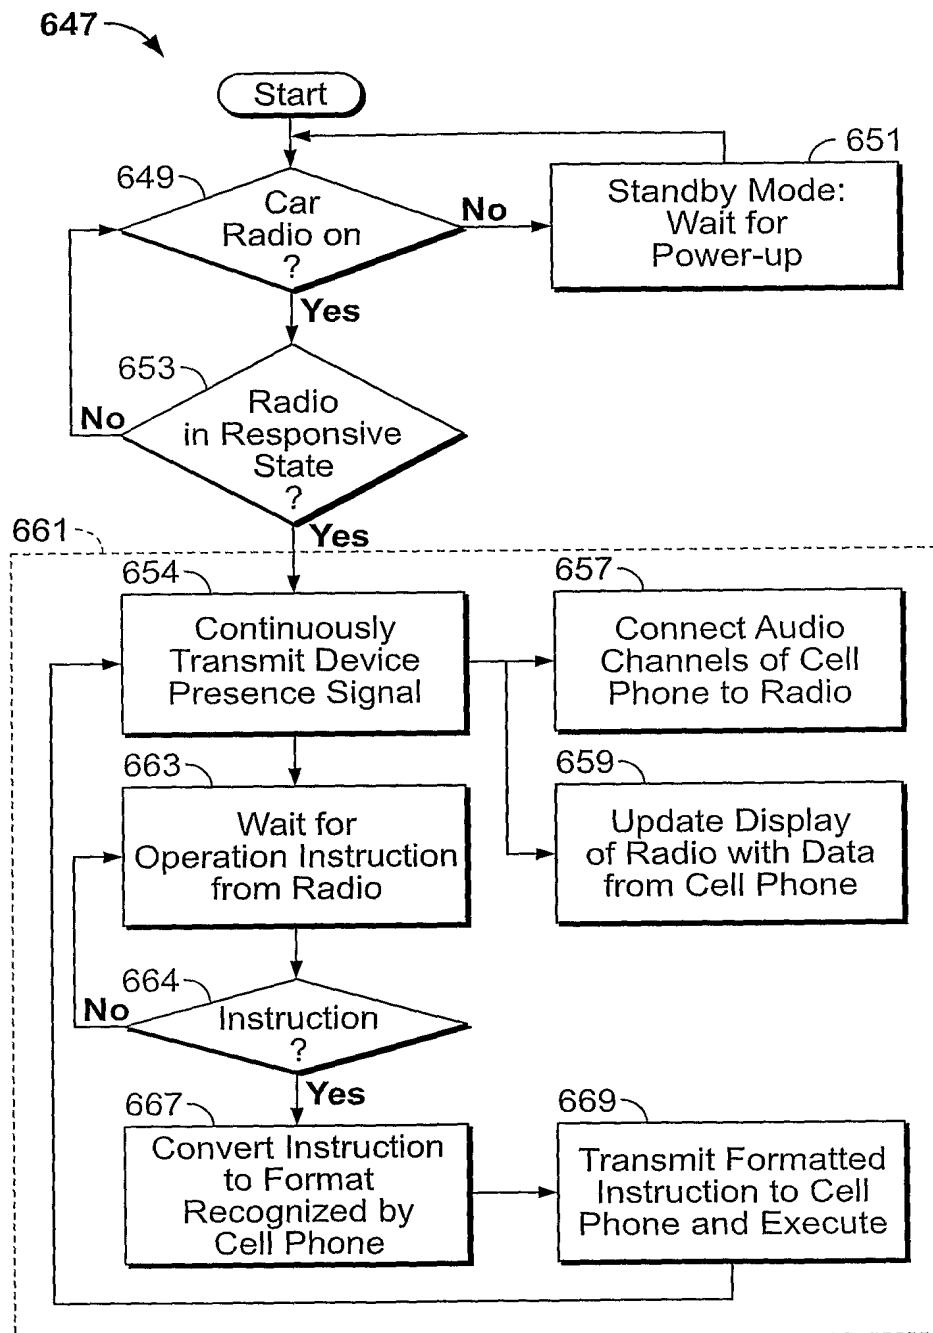 647
Start
649
Car
Radio on
?
No
651
Standby Mode:
Wait for
Power-up
Yes
653
Radio
in Responsive
State
?
No
Yes
661
654
Continuously
Transmit Device
Presence Signal
657
Connect Audio
Channels of Cell
Phone to Radio
663
Wait for
Operation Instruction
from Radio
659
Update Display
of Radio with Data
from Cell Phone
664
Instruction
?
No
Yes
667
Convert Instruction
to Format
Recognized by
Cell Phone
669
Transmit Formatted
Instruction to Cell
Phone and Execute